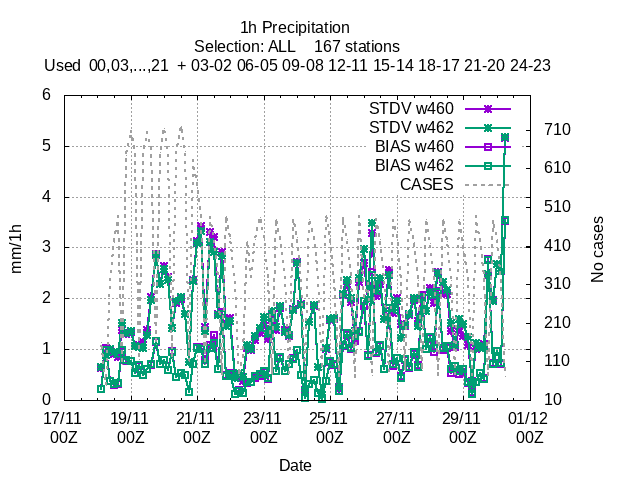 1h Precipitation
Selection: ALL    167 stations
Used  00,03,...,21  + 03-02 06-05 09-08 12-11 15-14 18-17 21-20 24-23
STDV w460
STDV w462
BIAS w460
BIAS w462
CASES
6
5
4
3
2
1
0
mm/1h
710
610
510
410
310
210
110
10
No cases
17/11 19/11 21/11 23/11 25/11 27/11 29/11 01/12
00Z 00Z 00Z 00Z 00Z 00Z 00Z 00Z
Date